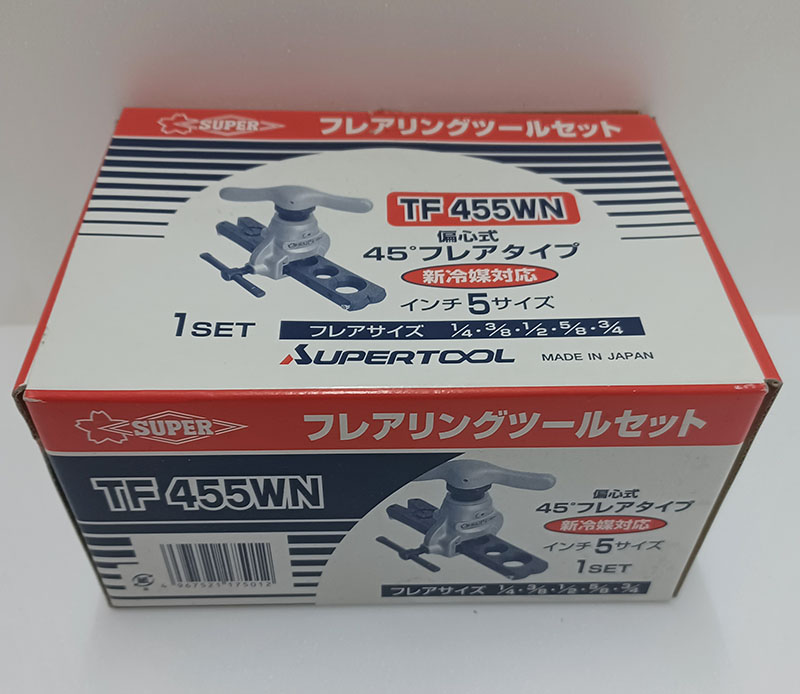 SUPER フレアリングツールセット
TF 455WN
偏心式
45°フレアタイプ
新冷媒対応
インチ5サイズ
1SET フレアサイズ 1/4・3/8・1/2・5/8・3/4
SUPERTOOL MADE IN JAPAN
SUPER フレアリングツールセット
TF 455WN
偏心式
45°フレアタイプ
新冷媒対応
インチ5サイズ
1SET
フレアサイズ 1/4・3/8・1/2・5/8・3/4
4 967521 175012